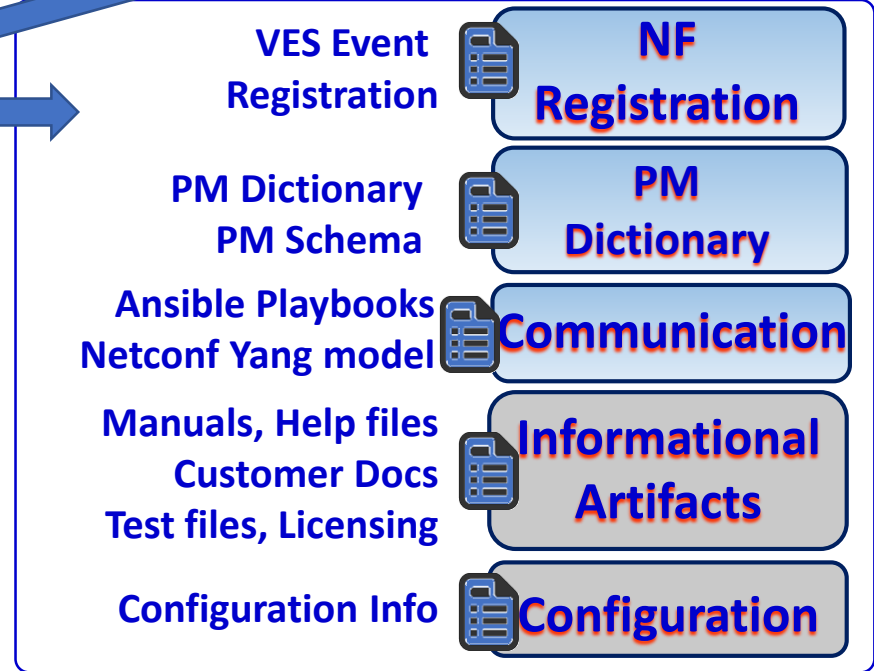 VES Event
Registration
NF
Registration
PM Dictionary
PM Schema
PM
Dictionary
Ansible Playbooks
Netconf Yang model
Communication
Manuals, Help files
Customer Docs
Test files, Licensing
Informational
Artifacts
Configuration Info
Configuration